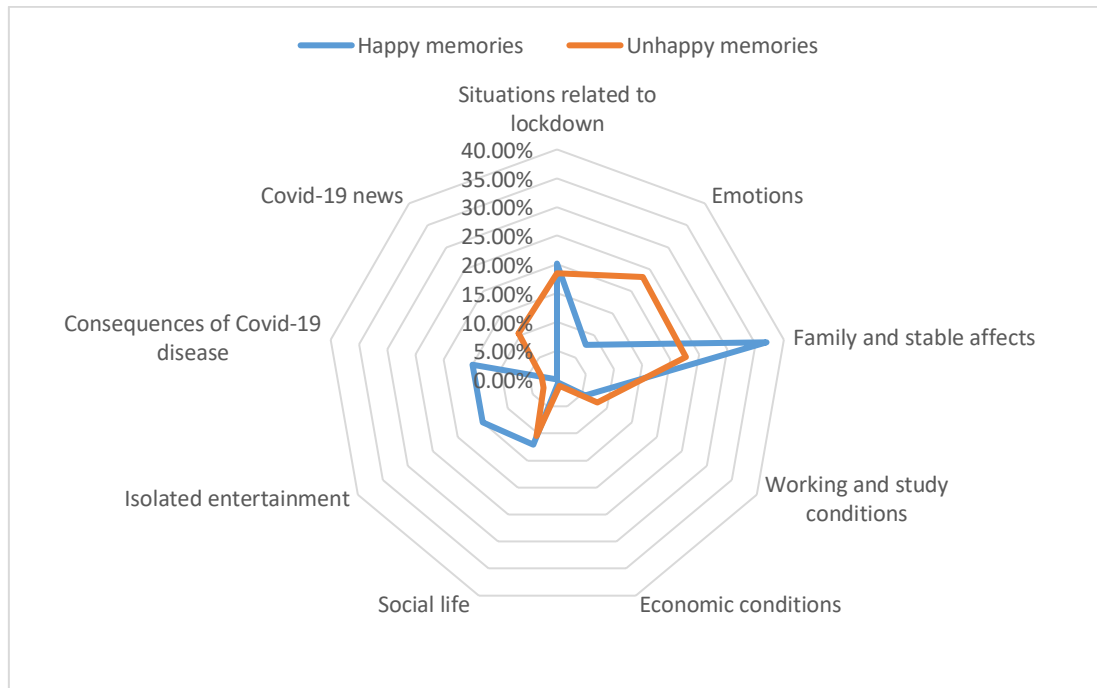 Happy memories
Unhappy memories
Situations related to
lockdown
40.00%
35.00%
30.00%
25.00%
20.00%
15.00%
10.00%
5.00%
0.00%
Emotions
Family and stable affects
Working and study
conditions
Economic conditions
Social life
Isolated entertainment
Consequences of Covid-19
disease
Covid-19 news